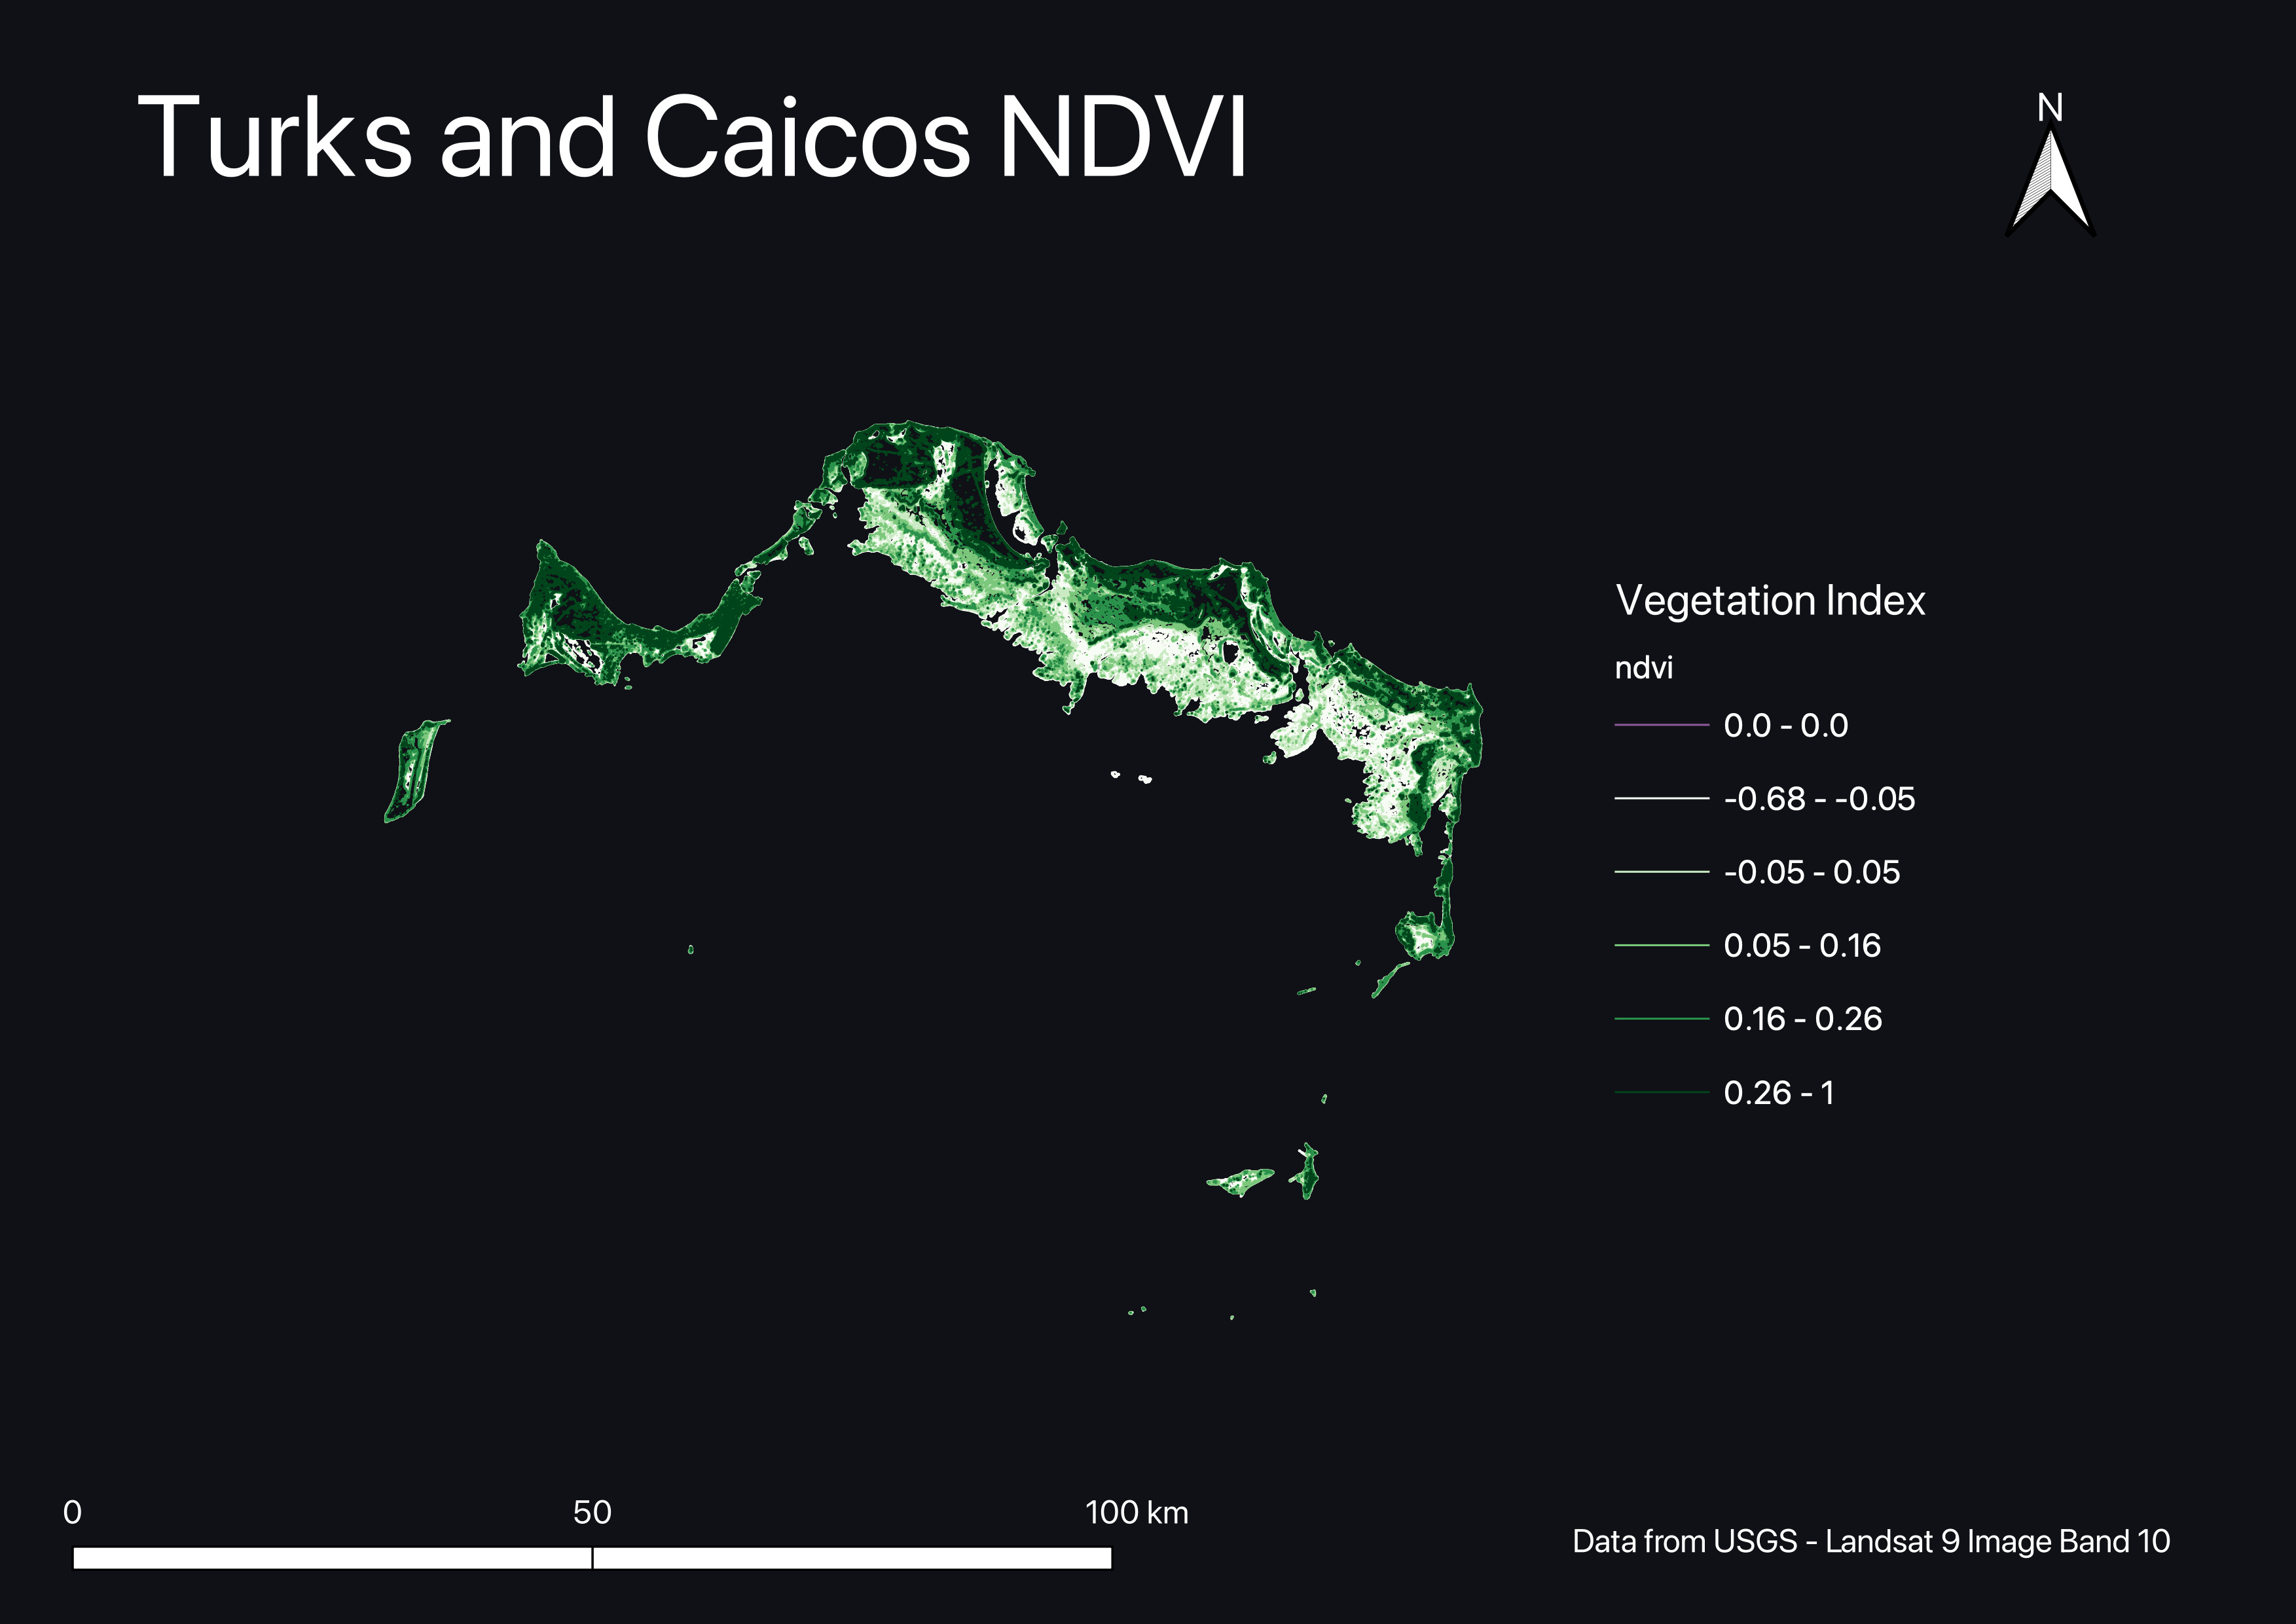 Turks and Caicos NDVI
N
Vegetation Index
ndvi
0.0 - 0.0
-0.68 - -0.05
-0.05 - 0.05
0.05 - 0.16
0.16 - 0.26
0.26 - 1
0 50 100 km
Data from USGS - Landsat 9 Image Band 10